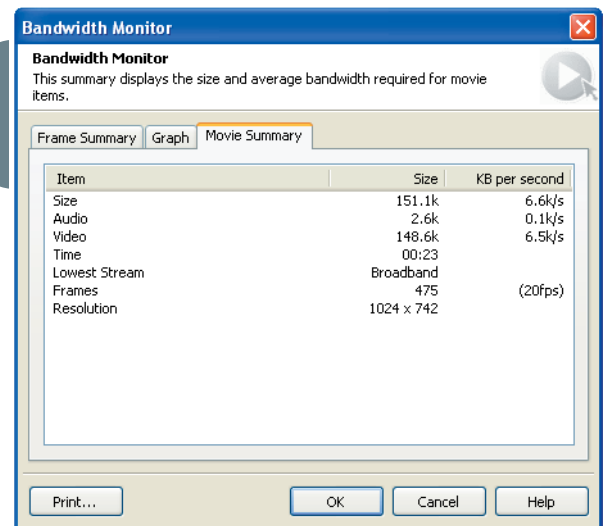 Bandwidth Monitor
Bandwidth Monitor
This summary displays the size and average bandwidth required for movie
items.
Frame Summary Graph Movie Summary
Item Size KB per second
Size 151.1k 6.6k/s
Audio 2.6k 0.1k/s
Video 148.6k 6.5k/s
Time 00:23
Lowest Stream Broadband
Frames 475 (20fps)
Resolution 1024 x 742
Print... OK Cancel Help